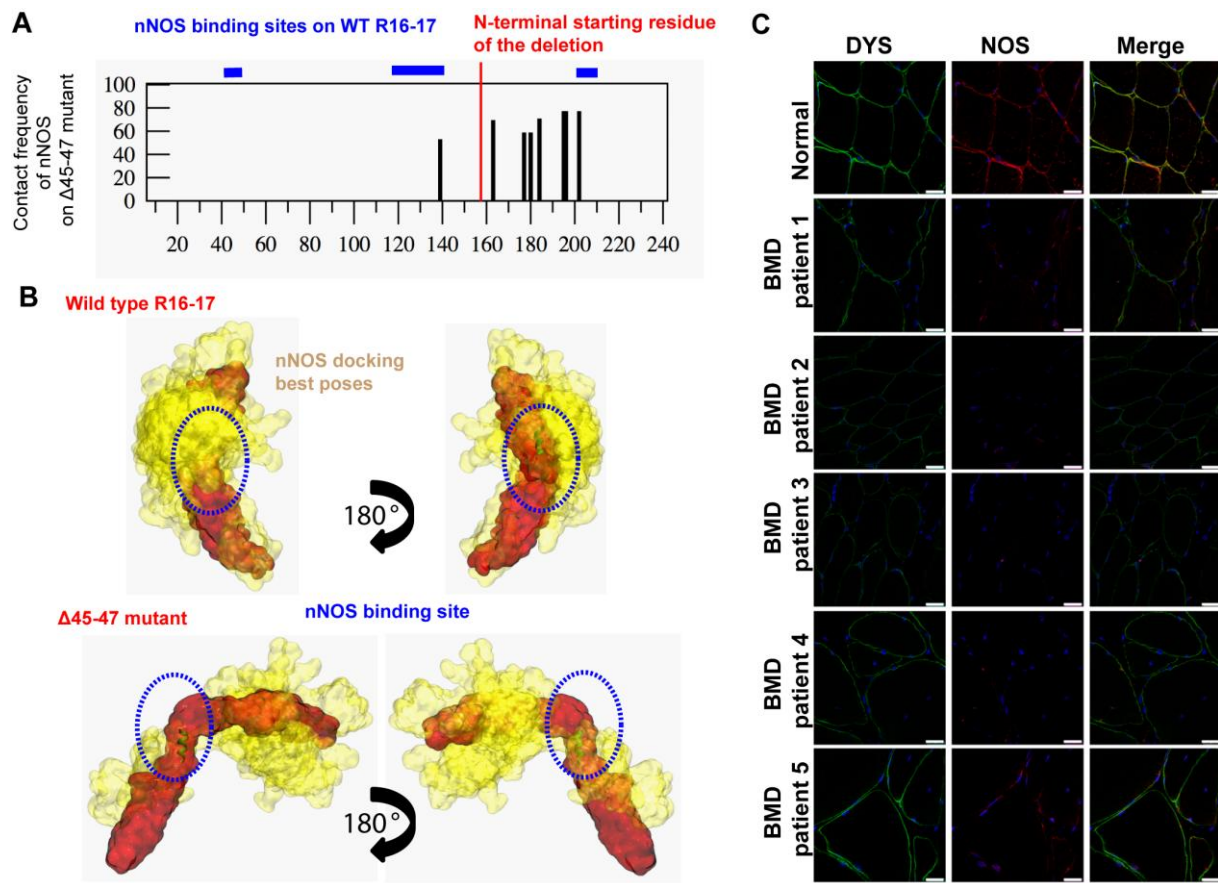 A
nNOS binding sites on WT R16-17
N-terminal starting residue
of the deletion
Contact frequency
of nNOS
on Δ45-47 mutant
100
80
60
40
20
0
20 40 60 80 100 120 140 160 180 200 220 240
B
Wild type R16-17
nNOS docking
best poses
180°
Δ45-47 mutant
nNOS binding site
180°
C
DYS NOS Merge
Normal
BMD
patient 1
BMD
patient 2
BMD
patient 3
BMD
patient 4
BMD
patient 5